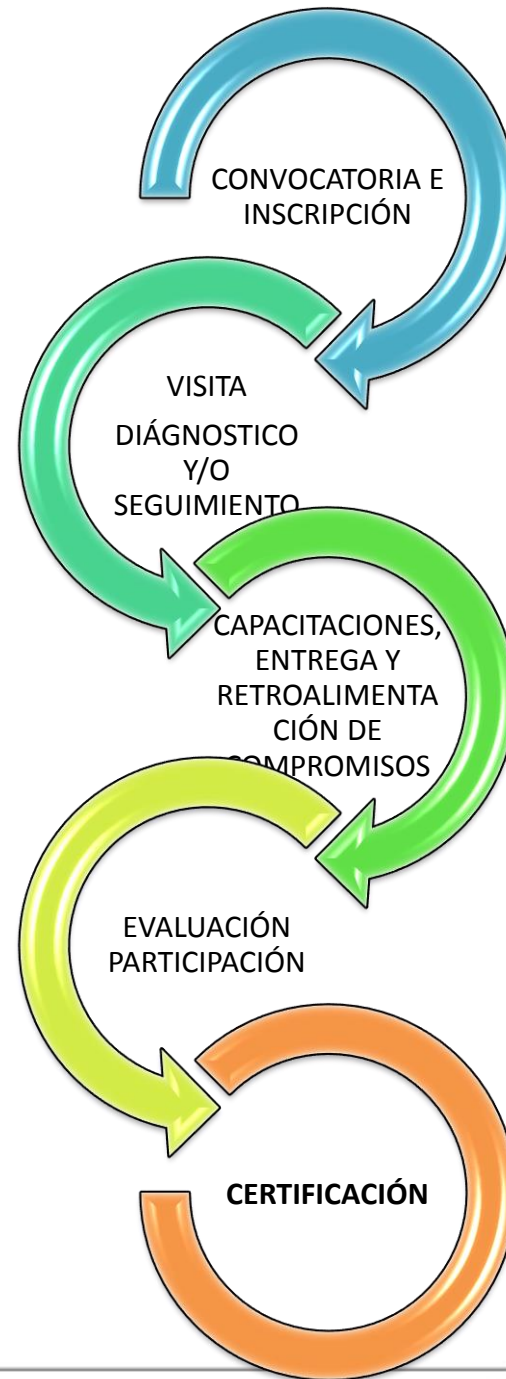 CONVOCATORIA E
INSCRIPCIÓN
VISITA
DIÁGNOSTICO
Y/O
SEGUIMIENTO
CAPACITACIONES,
ENTREGA Y
RETROALIMENTA
CIÓN DE
COMPROMISOS
EVALUACIÓN
PARTICIPACIÓN
CERTIFICACIÓN